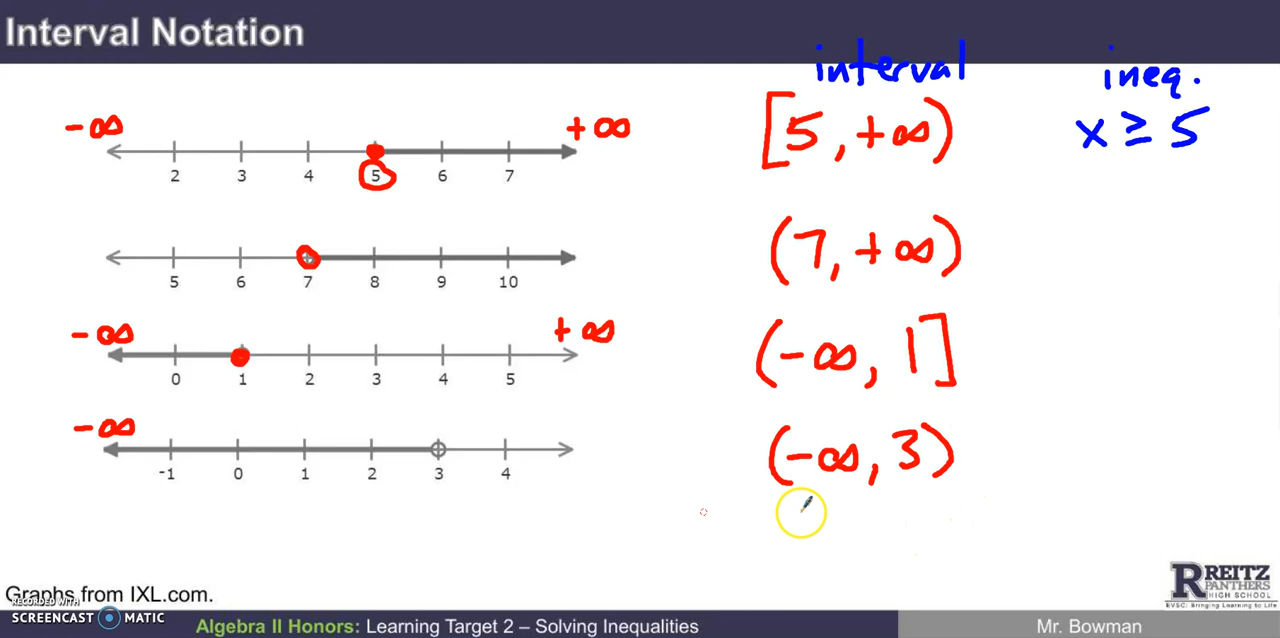 Interval Notation
interval ineq.
-∞ +∞ [5, +∞) x ≥ 5
2 3 4 5 6 7
(7, +∞)
5 6 7 8 9 10
-∞ +∞ (-∞, 1]
0 1 2 3 4 5
-∞ (-∞, 3)
-1 0 1 2 3 4
Graphs from IXL.com.
RECORDED WITH
SCREENCAST MATIC
R REITZ
PANTHERS
HIGH SCHOOL
EVSC: Bringing Learning to Life
Algebra II Honors: Learning Target 2 – Solving Inequalities Mr. Bowman